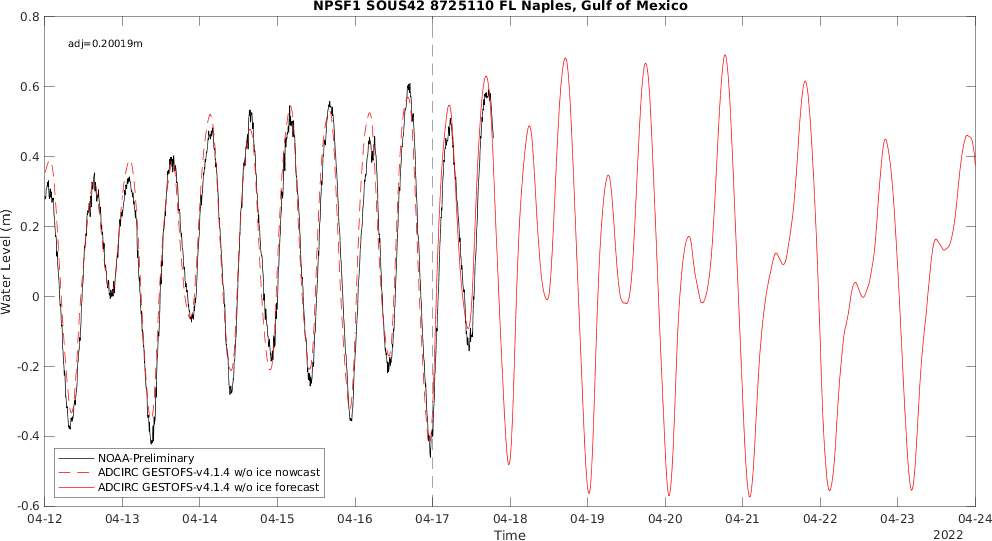 NPSF1 SOUS42 8725110 FL Naples, Gulf of Mexico
adj=0.20019m
0.8
0.6
0.4
0.2
0
-0.2
-0.4
-0.6
Water Level (m)
NOAA-Preliminary
ADCIRC GESTOFS-v4.1.4 w/o ice nowcast
ADCIRC GESTOFS-v4.1.4 w/o ice forecast
04-12 04-13 04-14 04-15 04-16 04-17 04-18 04-19 04-20 04-21 04-22 04-23 04-24
Time
2022